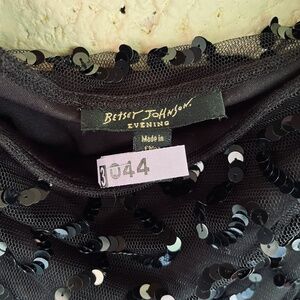 BETSEY JOHNSON.
EVENING
Made in
3044